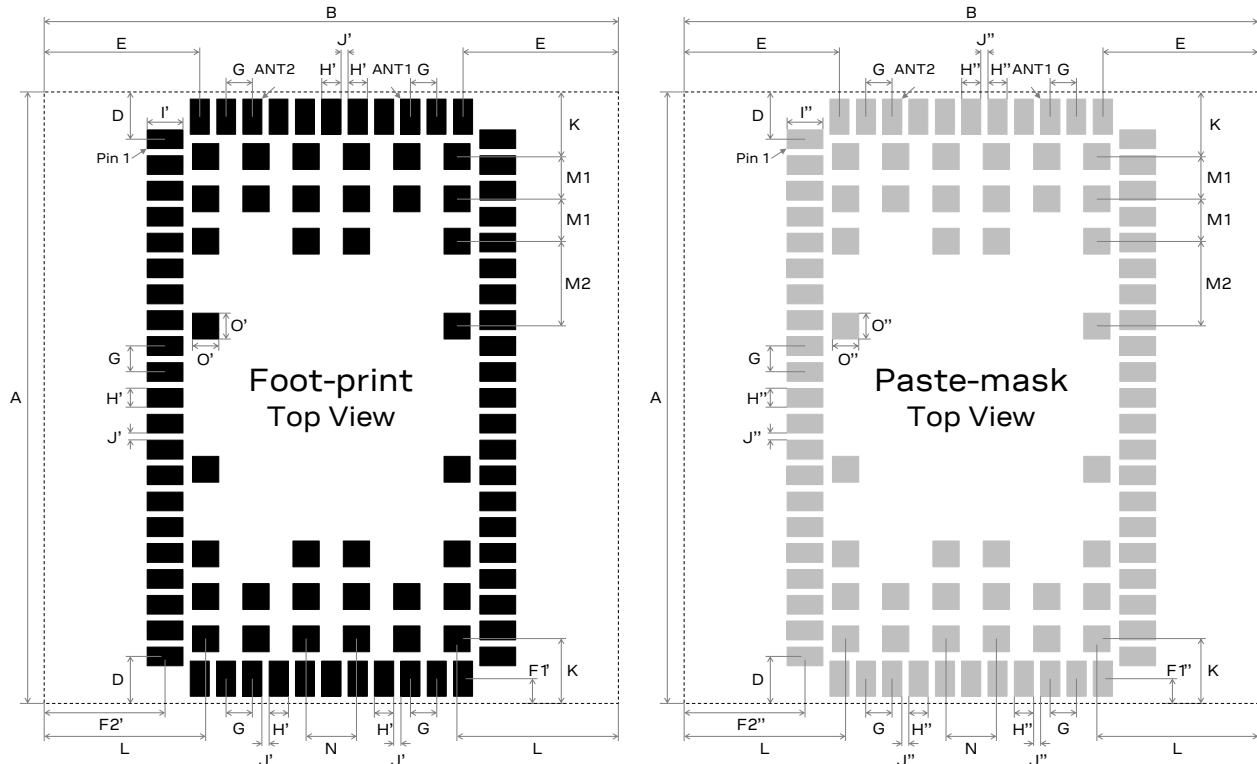 B B
J' J''
E E E E
G ANT2 H' H' ANT1 G G ANT2 H'' H'' ANT1 G
D I' K D I'' K
Pin 1 Pin 1
M1 M1
M1 M1
M2 M2
O' O''
G O' G O''
A H' Foot-print A H'' Paste-mask
Top View Top View
J' J''
D F1' K D F1'' K
F2' G H' H' G F2'' G H'' H'' G
L N L L N L
J' J' J'' J''